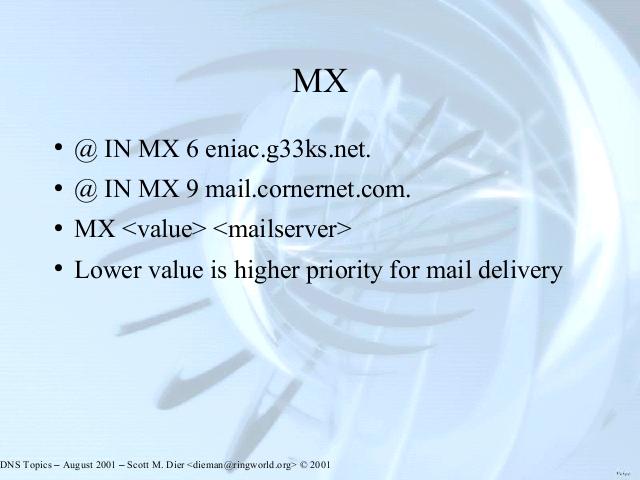 MX
• @ IN MX 6 eniac.g33ks.net.
• @ IN MX 9 mail.cornernet.com.
• MX <value> <mailserver>
• Lower value is higher priority for mail delivery
DNS Topics – August 2001 – Scott M. Dier <dieman@ringworld.org> © 2001